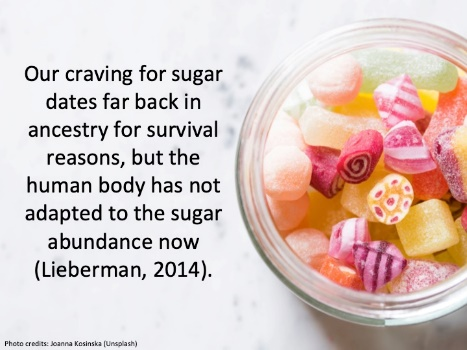 Our craving for sugar
dates far back in
ancestry for survival
reasons, but the
human body has not
adapted to the sugar
abundance now
(Lieberman, 2014).
Photo credits: Joanna Kosinska (Unsplash)